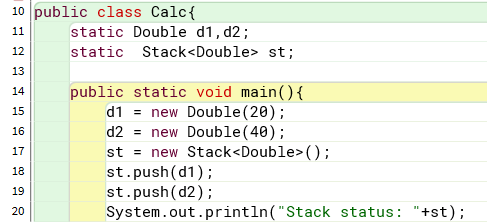 10 public class Calc{
11 static Double d1,d2;
12 static  Stack<Double> st;
13
14 public static void main(){
15 d1 = new Double(20);
16 d2 = new Double(40);
17 st = new Stack<Double>();
18 st.push(d1);
19 st.push(d2);
20 System.out.println("Stack status: "+st);